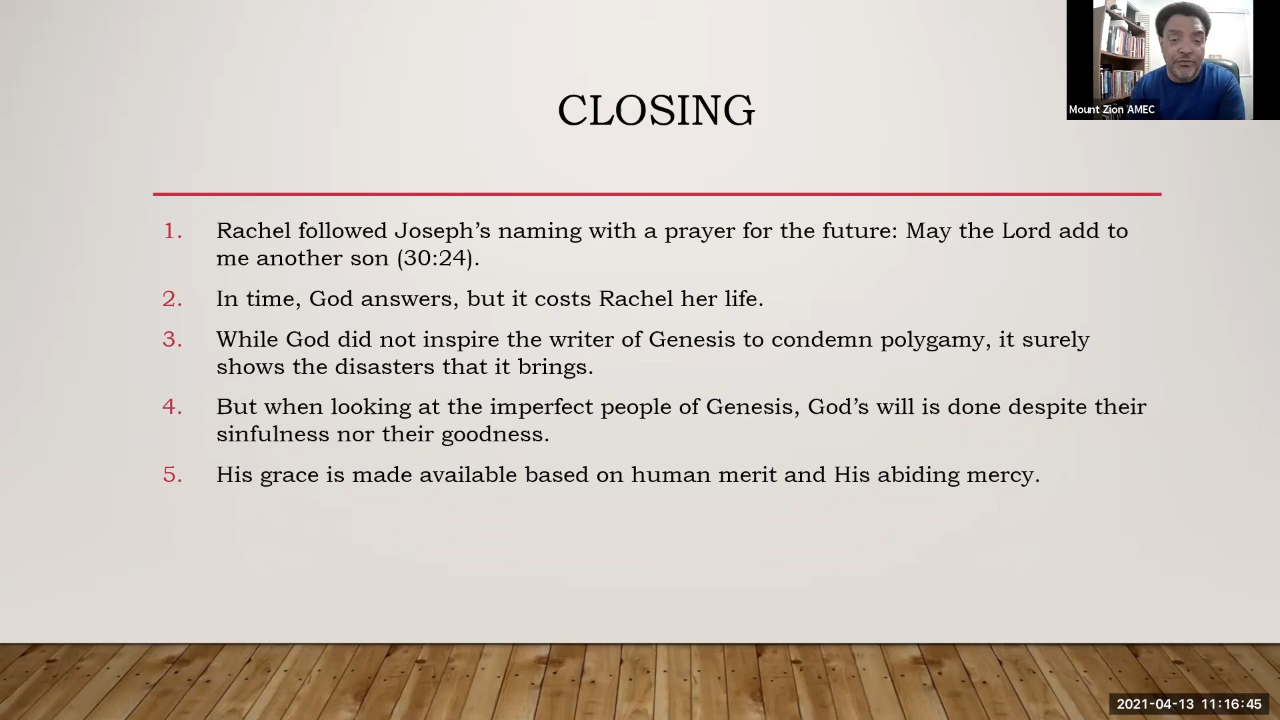 Mount Zion AMEC
CLOSING
1. Rachel followed Joseph’s naming with a prayer for the future: May the Lord add to
me another son (30:24).
2. In time, God answers, but it costs Rachel her life.
3. While God did not inspire the writer of Genesis to condemn polygamy, it surely
shows the disasters that it brings.
4. But when looking at the imperfect people of Genesis, God’s will is done despite their
sinfulness nor their goodness.
5. His grace is made available based on human merit and His abiding mercy.
2021-04-13 11:16:45